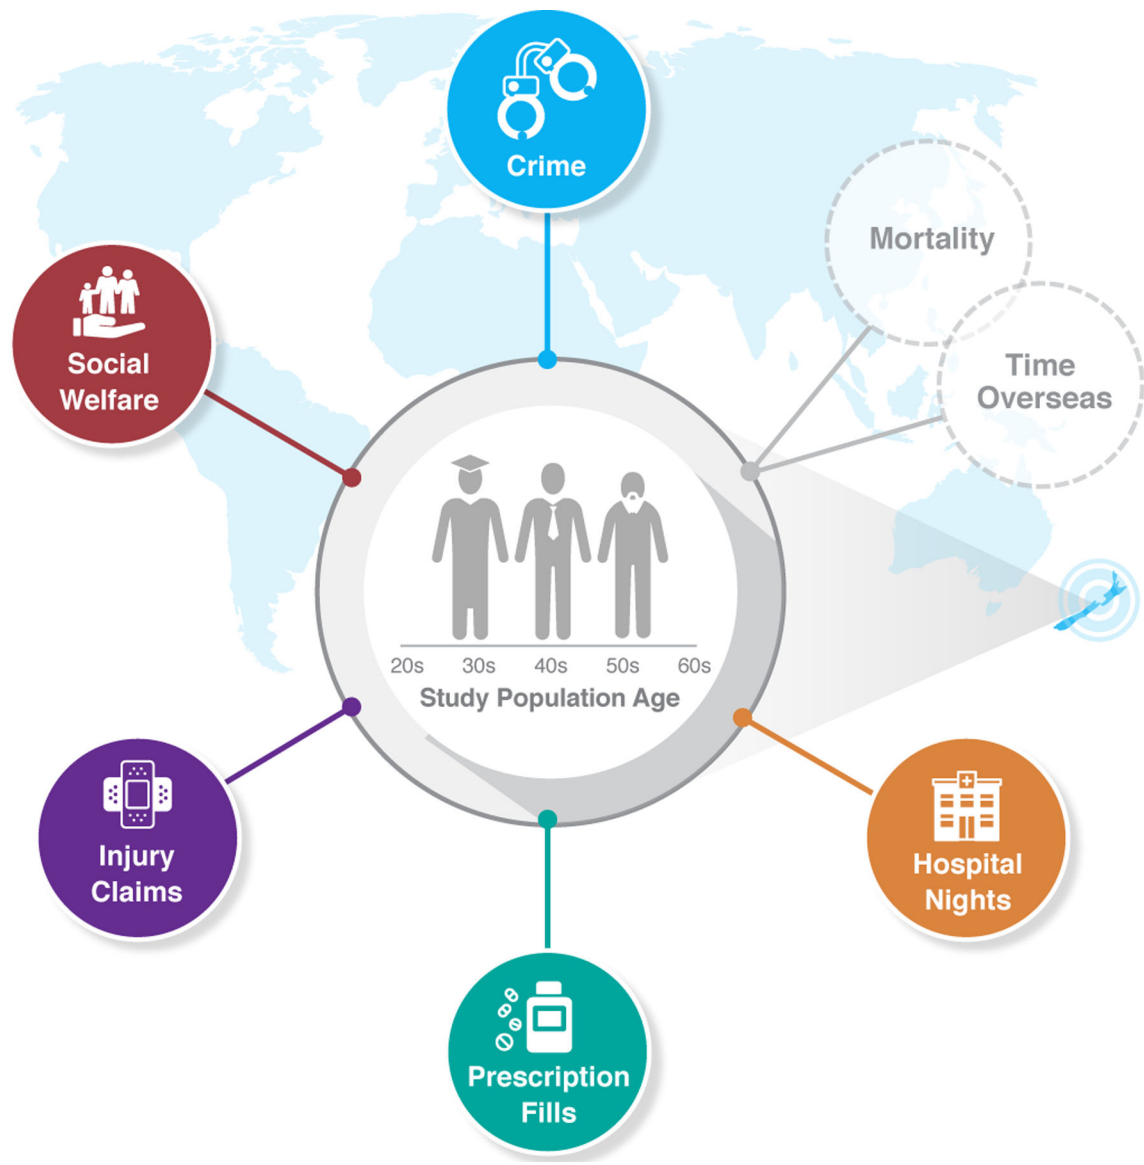 Crime
Mortality
Time
Overseas
Social
Welfare
20s 30s 40s 50s 60s
Study Population Age
Injury
Claims
Hospital
Nights
Prescription
Fills